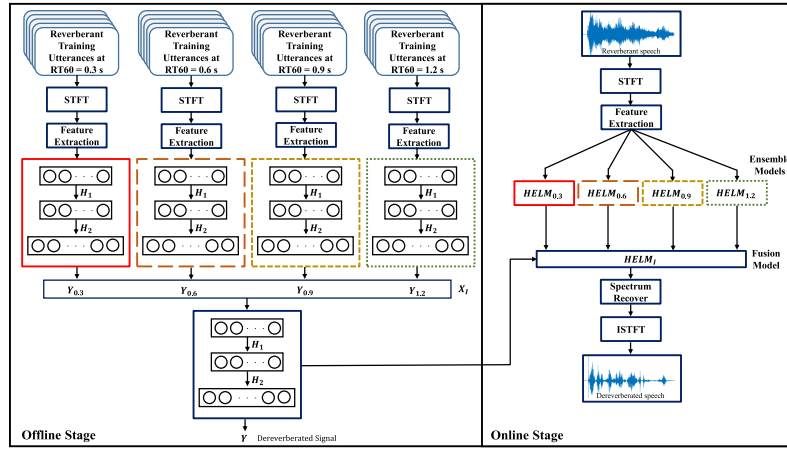 Reverberant
Training
Utterances at
RT60 = 0.3 s
Reverberant
Training
Utterances at
RT60 = 0.6 s
Reverberant
Training
Utterances at
RT60 = 0.9 s
Reverberant
Training
Utterances at
RT60 = 1.2 s
STFT
STFT
STFT
STFT
Feature
Extraction
Feature
Extraction
Feature
Extraction
Feature
Extraction
H₁
H₁
H₁
H₁
H₂
H₂
H₂
H₂
Y₀.₃
Y₀.₆
Y₀.₉
Y₁.₂
X_I
H₁
H₂
Y Dereverberated Signal
Offline Stage
Reverberant speech
STFT
Feature
Extraction
Ensemble
Models
HELM₀.₃
HELM₀.₆
HELM₀.₉
HELM₁.₂
HELM_I
Fusion
Model
Spectrum
Recover
ISTFT
Dereverberated speech
Online Stage